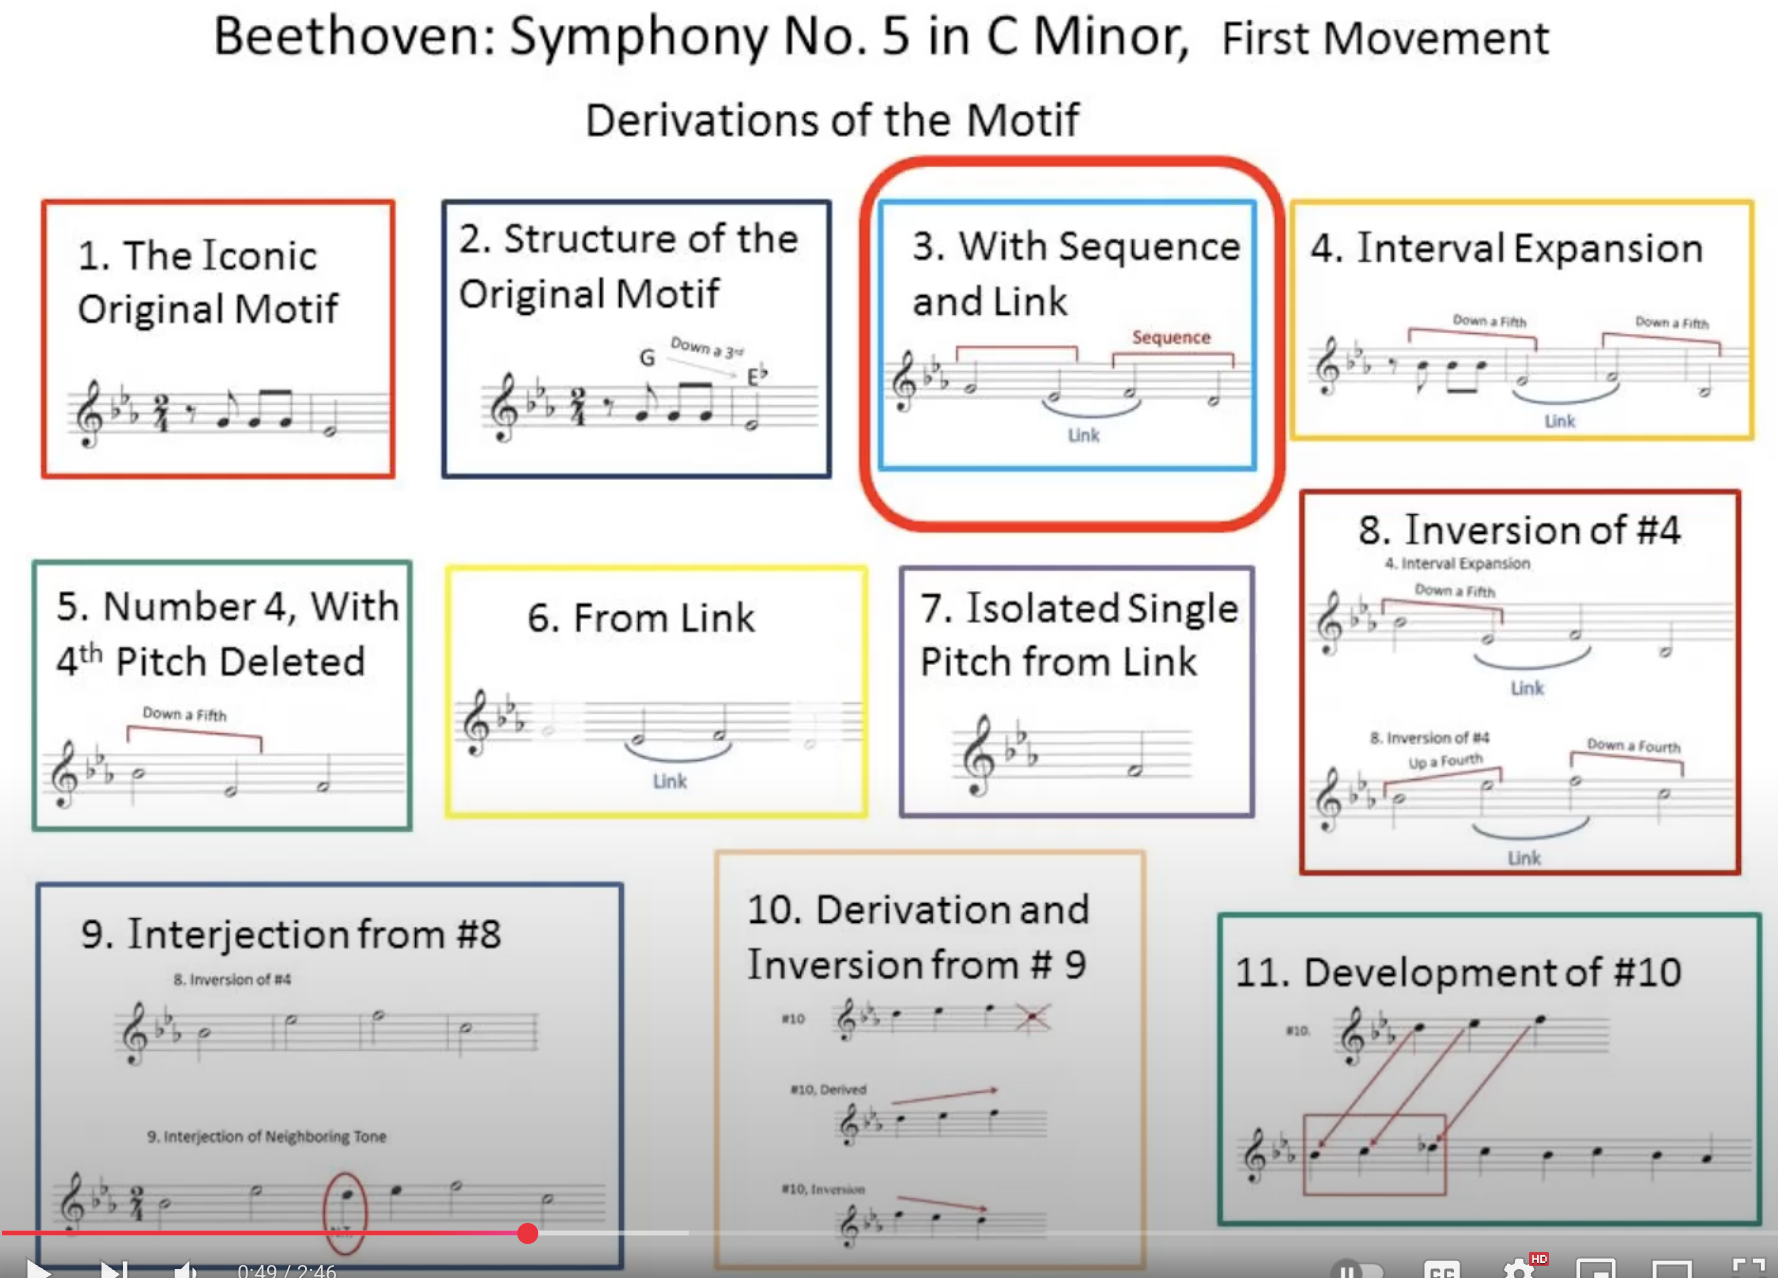 Beethoven: Symphony No. 5 in C Minor, First Movement
Derivations of the Motif
1. The Iconic
Original Motif
2. Structure of the
Original Motif
G
Down a 3rd
E♭
3. With Sequence
and Link
Sequence
Link
4. Interval Expansion
Down a Fifth
Down a Fifth
Link
5. Number 4, With
4th Pitch Deleted
Down a Fifth
6. From Link
Link
7. Isolated Single
Pitch from Link
8. Inversion of #4
4. Interval Expansion
Down a Fifth
Link
8. Inversion of #4
Up a Fourth
Down a Fourth
Link
9. Interjection from #8
8. Inversion of #4
9. Interjection of Neighboring Tone
10. Derivation and
Inversion from # 9
#10
#10, Derived
#10, Inversion
11. Development of #10
#10.
0:49 / 2:46
CC
HD